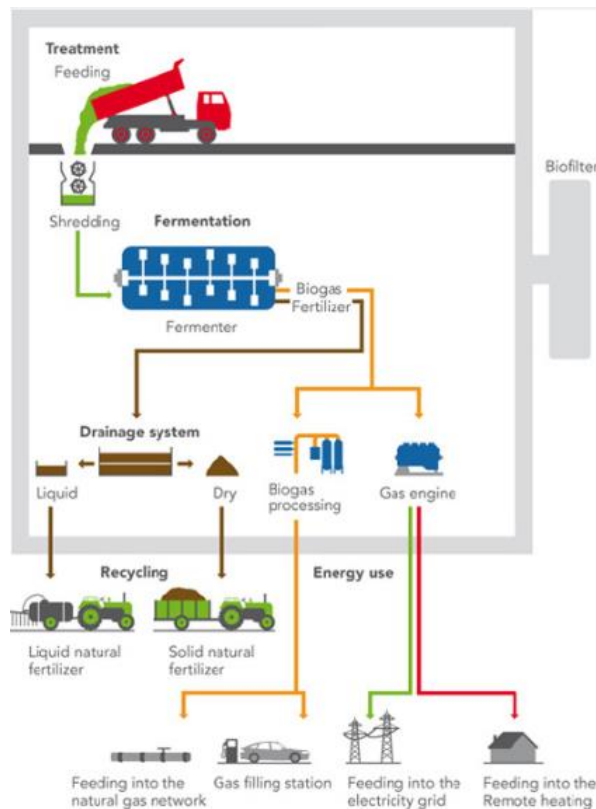 Treatment
Feeding
Biofilter
Shredding
Fermentation
Biogas
Fertilizer
Fermenter
Drainage system
Liquid
Dry
Biogas
processing
Gas engine
Recycling
Energy use
Liquid natural
fertilizer
Solid natural
fertilizer
Feeding into the
natural gas network
Gas filling station
Feeding into the
electricity grid
Feeding into the
Remote heating